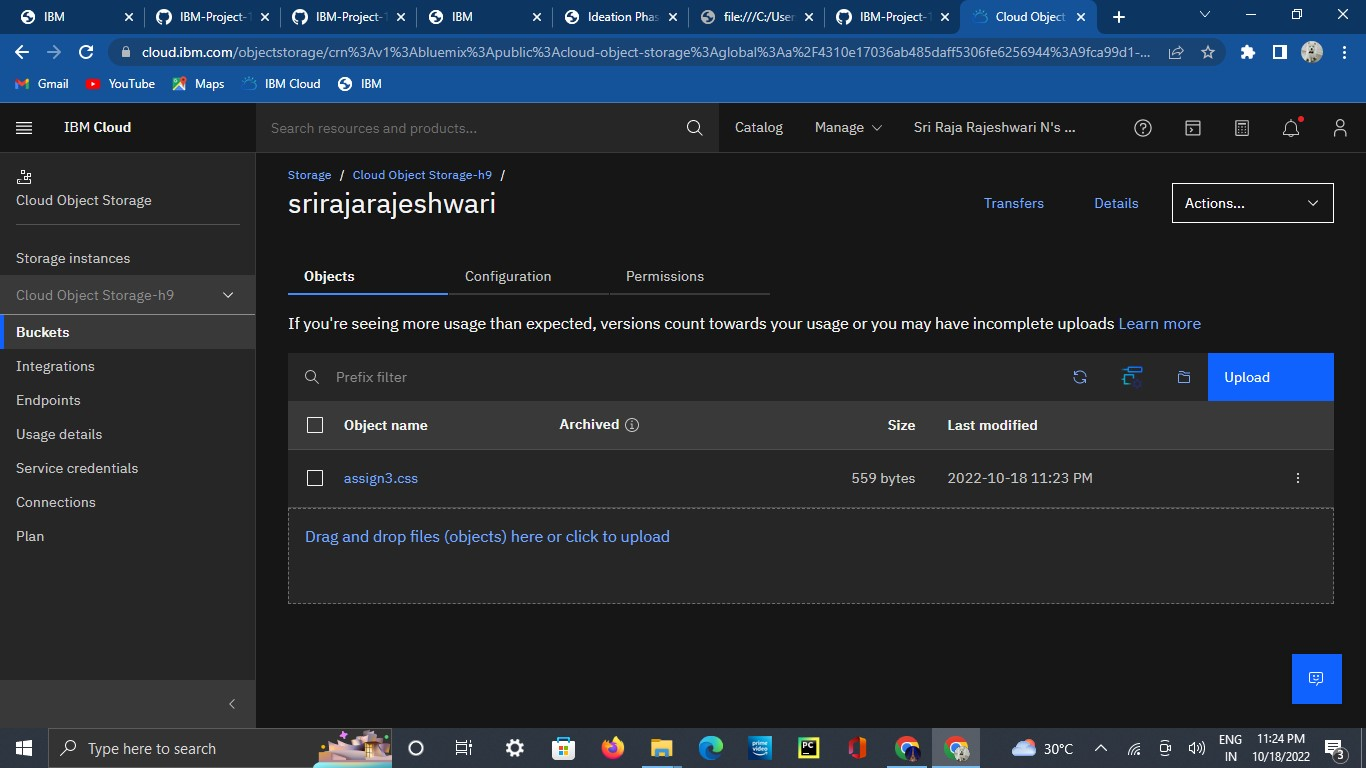 IBM
IBM-Project-1
IBM-Project-1
IBM
Ideation Phas
file:///C:/User
IBM-Project-1
Cloud Object
cloud.ibm.com/objectstorage/crn%3Av1%3Abluemix%3Apublic%3Acloud-object-storage%3Aglobal%3Aa%2F4310e17036ab485daff5306fe6256944%3A9fca99d1-...
Gmail
YouTube
Maps
IBM Cloud
IBM
IBM Cloud
Search resources and products...
Catalog
Manage
Sri Raja Rajeshwari N's ...
Cloud Object Storage
Storage instances
Cloud Object Storage-h9
Buckets
Integrations
Endpoints
Usage details
Service credentials
Connections
Plan
Storage / Cloud Object Storage-h9 /
srirajarajeshwari
Transfers
Details
Actions...
Objects
Configuration
Permissions
If you're seeing more usage than expected, versions count towards your usage or you may have incomplete uploads Learn more
Prefix filter
Upload
Object name
Archived
Size
Last modified
assign3.css
559 bytes
2022-10-18 11:23 PM
Drag and drop files (objects) here or click to upload
Type here to search
prime video
PC
30°C
ENG
IN
11:24 PM
10/18/2022
3